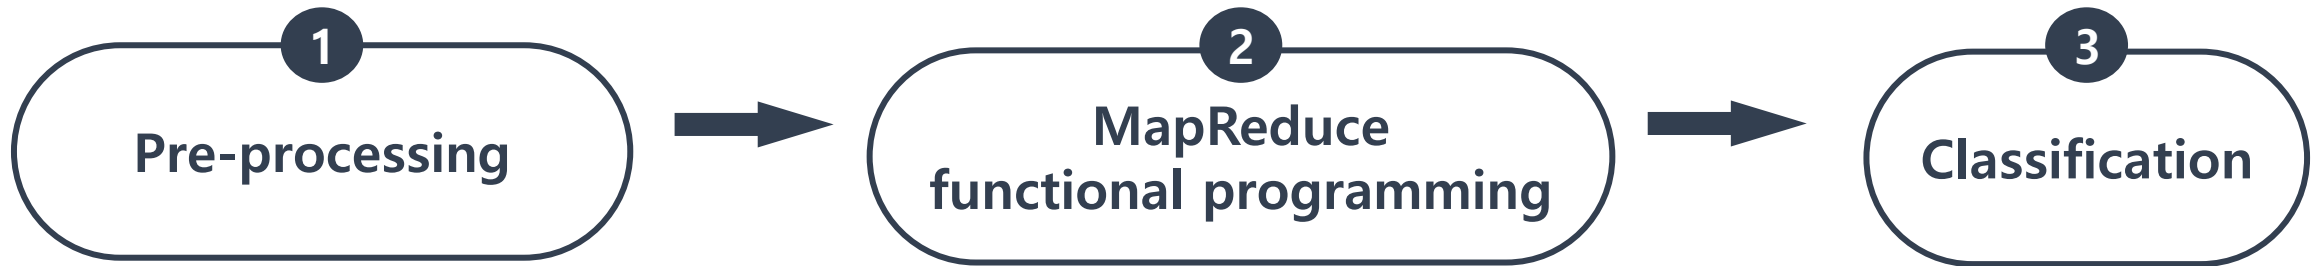 1
Pre-processing
2
MapReduce
functional programming
3
Classification